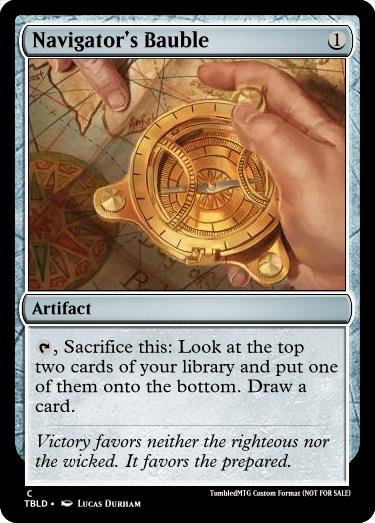 Navigator's Bauble 1
Artifact
, Sacrifice this: Look at the top
two cards of your library and put one
of them onto the bottom. Draw a
card.
Victory favors neither the righteous nor
the wicked. It favors the prepared.
C
TBLD • Lucas Durham
TumbledMTG Custom Format (NOT FOR SALE)